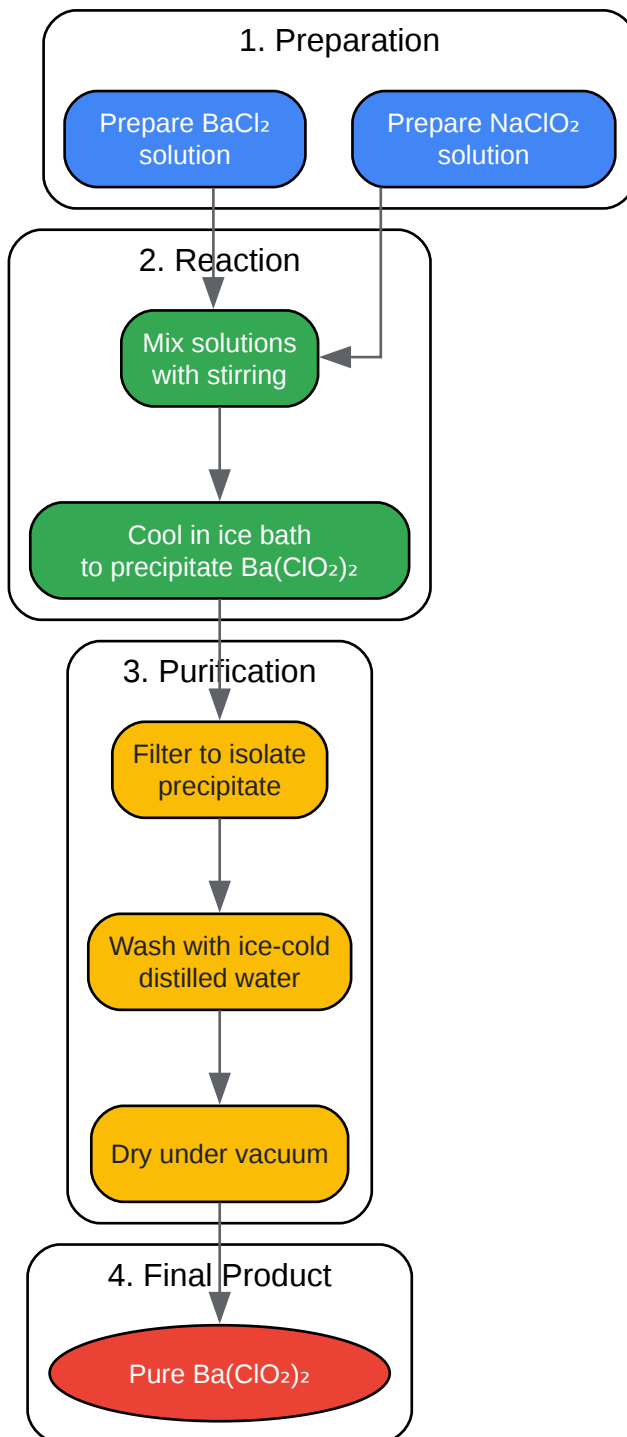 1. Preparation
Prepare BaCl₂
solution
Prepare NaClO₂
solution
2. Reaction
Mix solutions
with stirring
Cool in ice bath
to precipitate Ba(ClO₂)₂
3. Purification
Filter to isolate
precipitate
Wash with ice-cold
distilled water
Dry under vacuum
4. Final Product
Pure Ba(ClO₂)₂